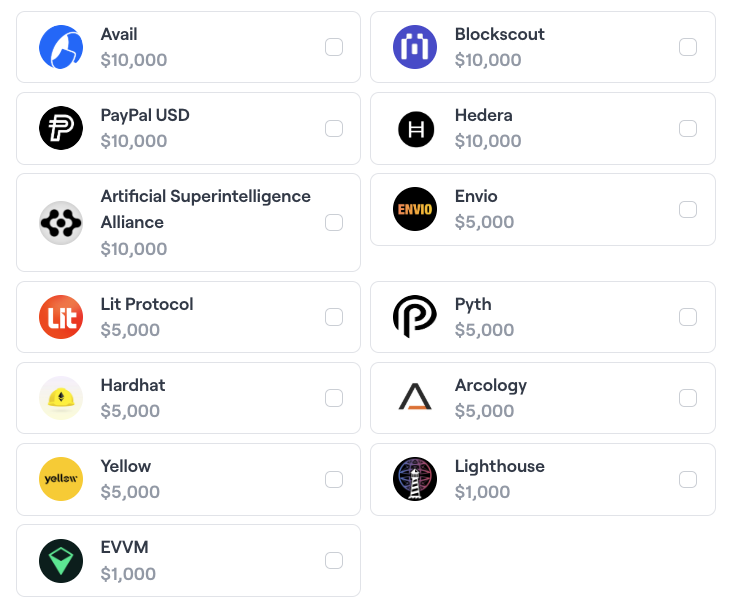 Avail
$10,000
Blockscout
$10,000
PayPal USD
$10,000
Hedera
$10,000
Artificial Superintelligence
Alliance
$10,000
ENVIO
Envio
$5,000
Lit
Lit Protocol
$5,000
Pyth
$5,000
Hardhat
$5,000
Arcology
$5,000
yellow
Yellow
$5,000
Lighthouse
$1,000
EVVM
$1,000